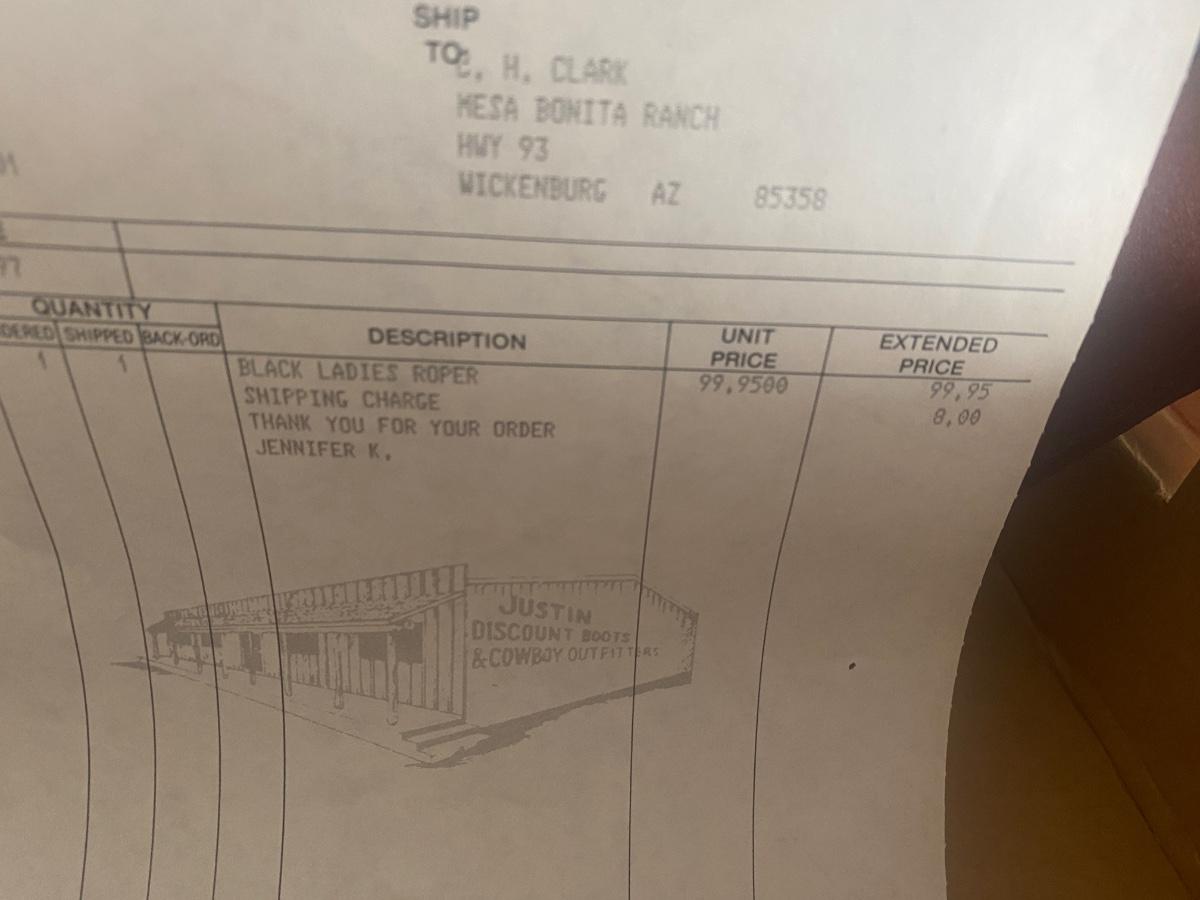 SHIP
TO
C. H. CLARK
MESA BONITA RANCH
HWY 93
WICKENBURG AZ 85358
QUANTITY
SHIPPED BACK-ORD
DESCRIPTION
UNIT
PRICE
EXTENDED
PRICE
1 1 BLACK LADIES ROPER 99.9500 99.95
SHIPPING CHARGE 8.00
THANK YOU FOR YOUR ORDER
JENNIFER K.
JUSTIN
DISCOUNT BOOTS
& COWBOY OUTFITTERS